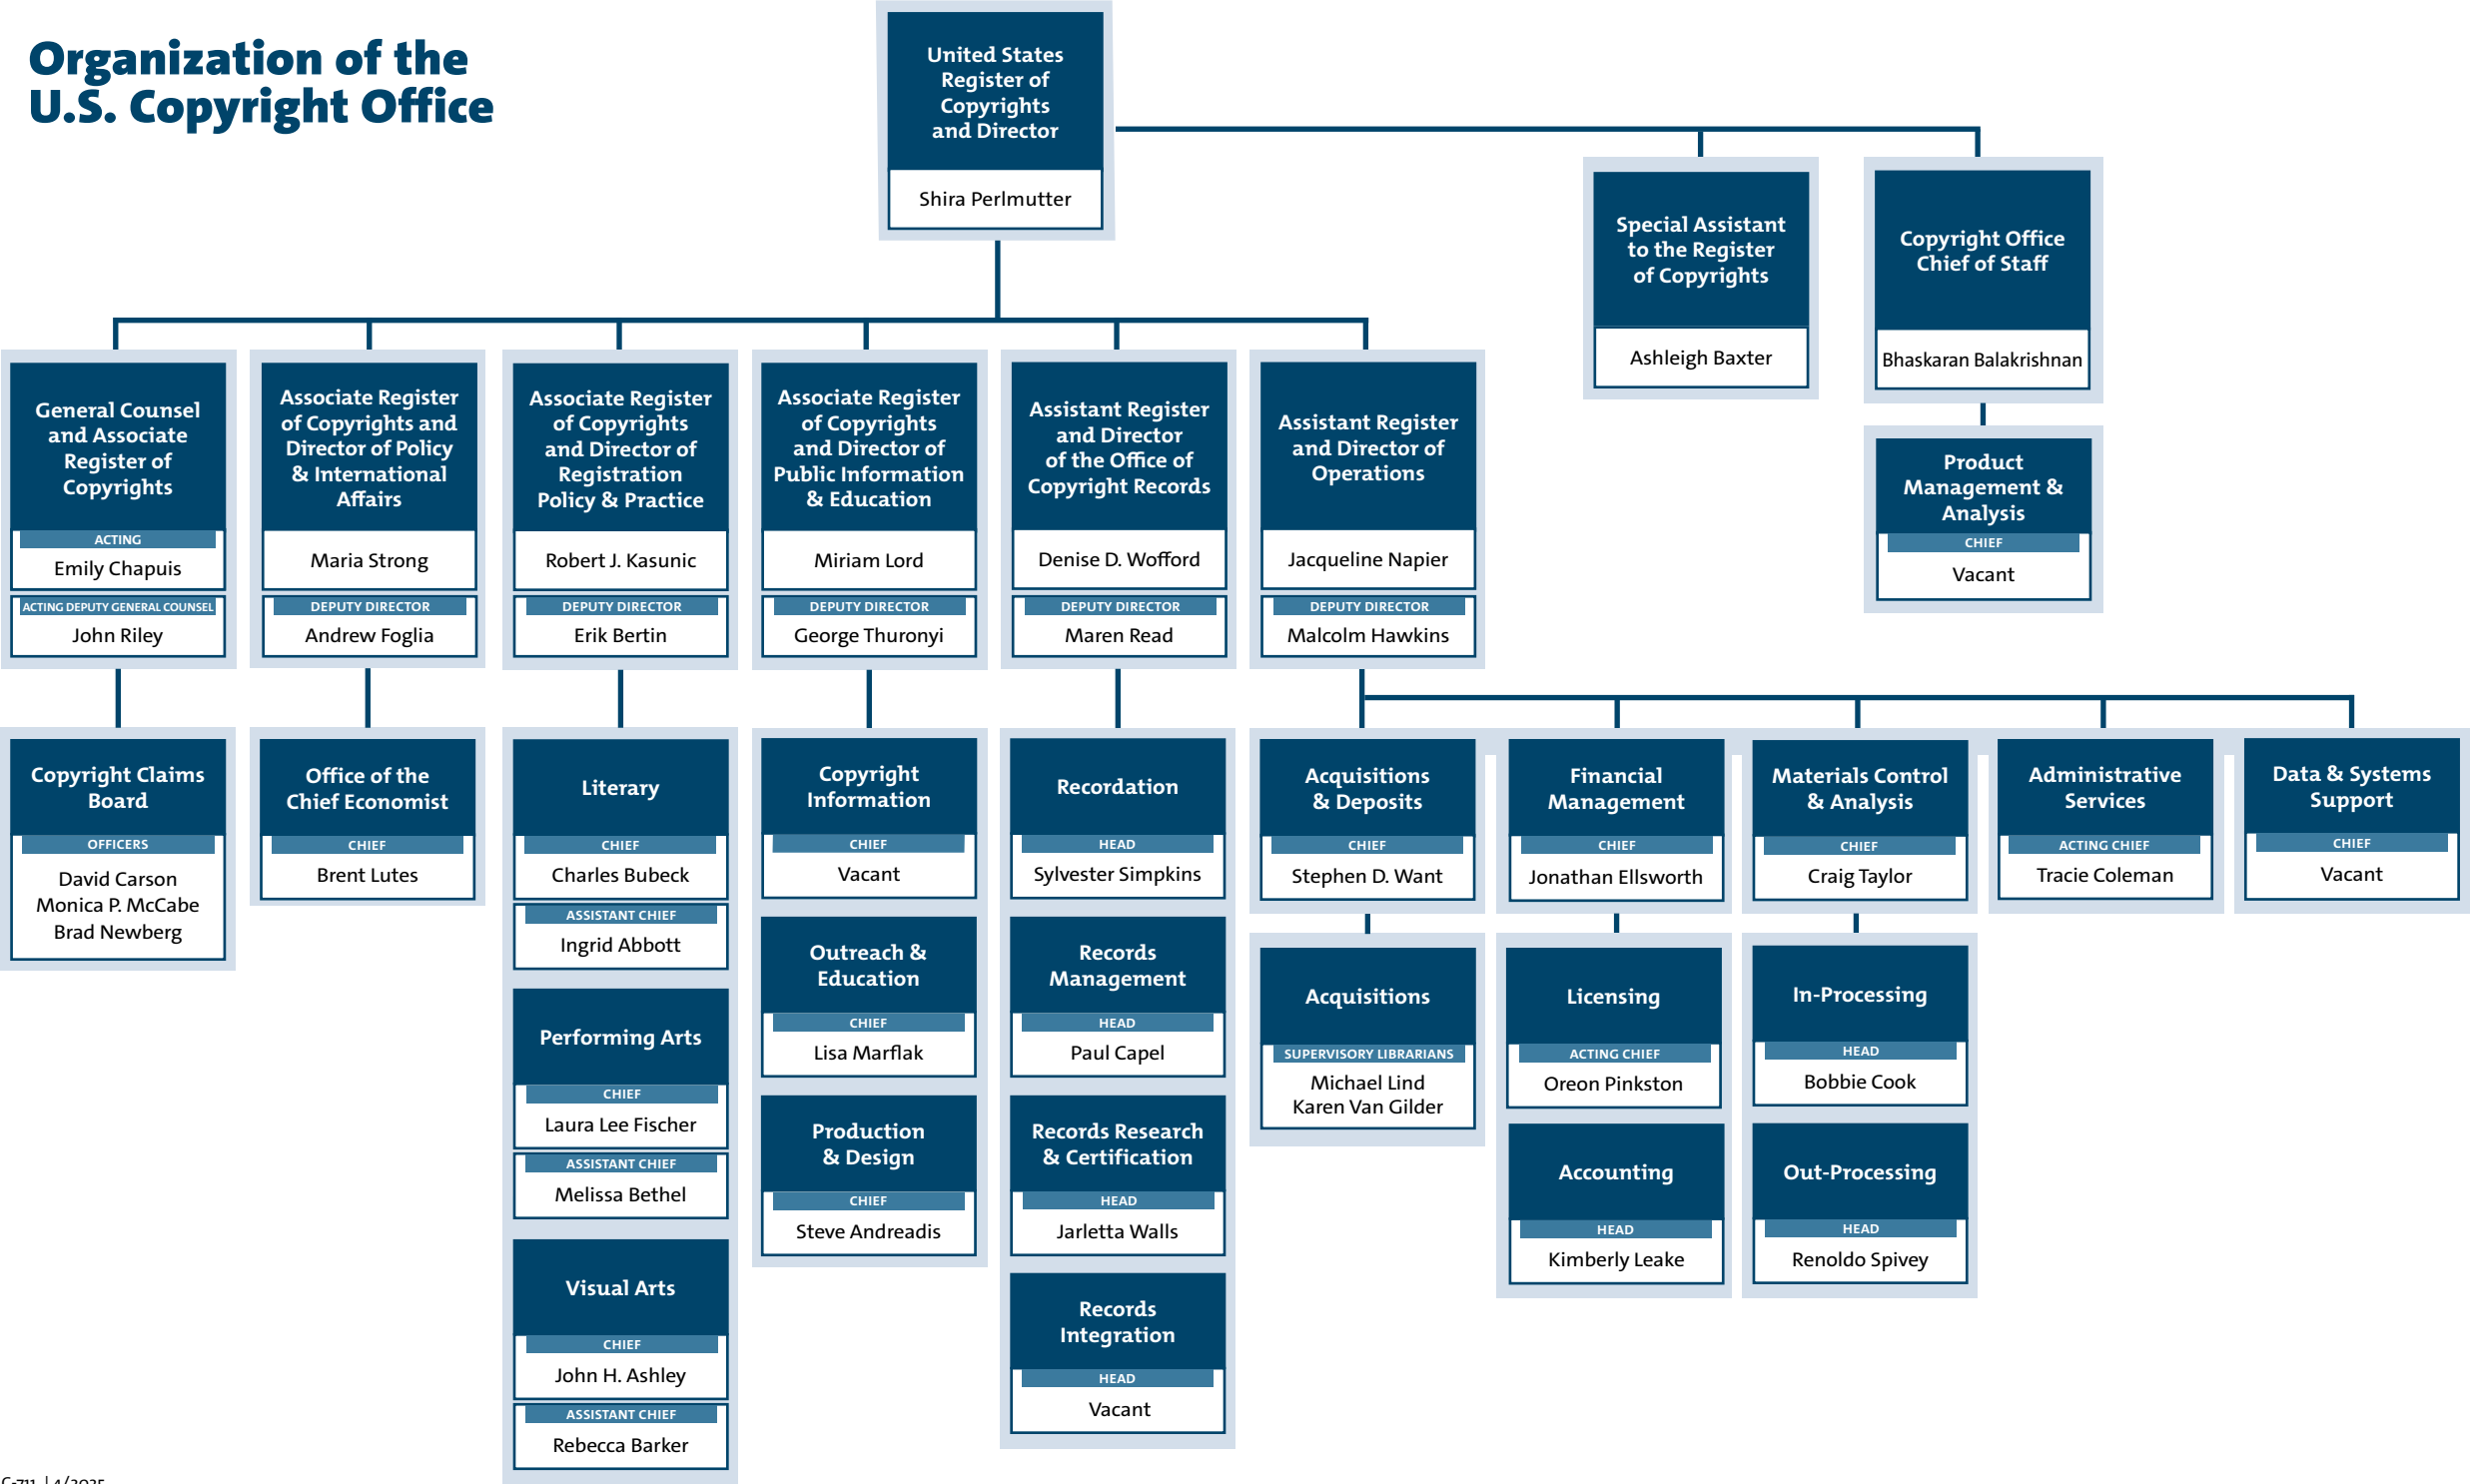 Organization of the
U.S. Copyright Office
United States
Register of
Copyrights
and Director
Shira Perlmutter
Special Assistant
to the Register
of Copyrights
Ashleigh Baxter
Copyright Office
Chief of Staff
Bhaskaran Balakrishnan
Product
Management &
Analysis
CHIEF
Vacant
General Counsel
and Associate
Register of
Copyrights
ACTING
Emily Chapuis
ACTING DEPUTY GENERAL COUNSEL
John Riley
Associate Register
of Copyrights and
Director of Policy
& International
Affairs
Maria Strong
DEPUTY DIRECTOR
Andrew Foglia
Associate Register
of Copyrights
and Director of
Registration
Policy & Practice
Robert J. Kasunic
DEPUTY DIRECTOR
Erik Bertin
Associate Register
of Copyrights
and Director of
Public Information
& Education
Miriam Lord
DEPUTY DIRECTOR
George Thuronyi
Assistant Register
and Director
of the Office of
Copyright Records
Denise D. Wofford
DEPUTY DIRECTOR
Maren Read
Assistant Register
and Director of
Operations
Jacqueline Napier
DEPUTY DIRECTOR
Malcolm Hawkins
Copyright Claims
Board
OFFICERS
David Carson
Monica P. McCabe
Brad Newberg
Office of the
Chief Economist
CHIEF
Brent Lutes
Literary
CHIEF
Charles Bubeck
ASSISTANT CHIEF
Ingrid Abbott
Performing Arts
CHIEF
Laura Lee Fischer
ASSISTANT CHIEF
Melissa Bethel
Visual Arts
CHIEF
John H. Ashley
ASSISTANT CHIEF
Rebecca Barker
Copyright
Information
CHIEF
Vacant
Outreach &
Education
CHIEF
Lisa Marflak
Production
& Design
CHIEF
Steve Andreadis
Recordation
HEAD
Sylvester Simpkins
Records
Management
HEAD
Paul Capel
Records Research
& Certification
HEAD
Jarletta Walls
Records
Integration
HEAD
Vacant
Acquisitions
& Deposits
CHIEF
Stephen D. Want
Acquisitions
SUPERVISORY LIBRARIANS
Michael Lind
Karen Van Gilder
Financial
Management
CHIEF
Jonathan Ellsworth
Licensing
ACTING CHIEF
Oreon Pinkston
Accounting
HEAD
Kimberly Leake
Materials Control
& Analysis
CHIEF
Craig Taylor
In-Processing
HEAD
Bobbie Cook
Out-Processing
HEAD
Renoldo Spivey
Administrative
Services
ACTING CHIEF
Tracie Coleman
Data & Systems
Support
CHIEF
Vacant
C-711 | 4/2025